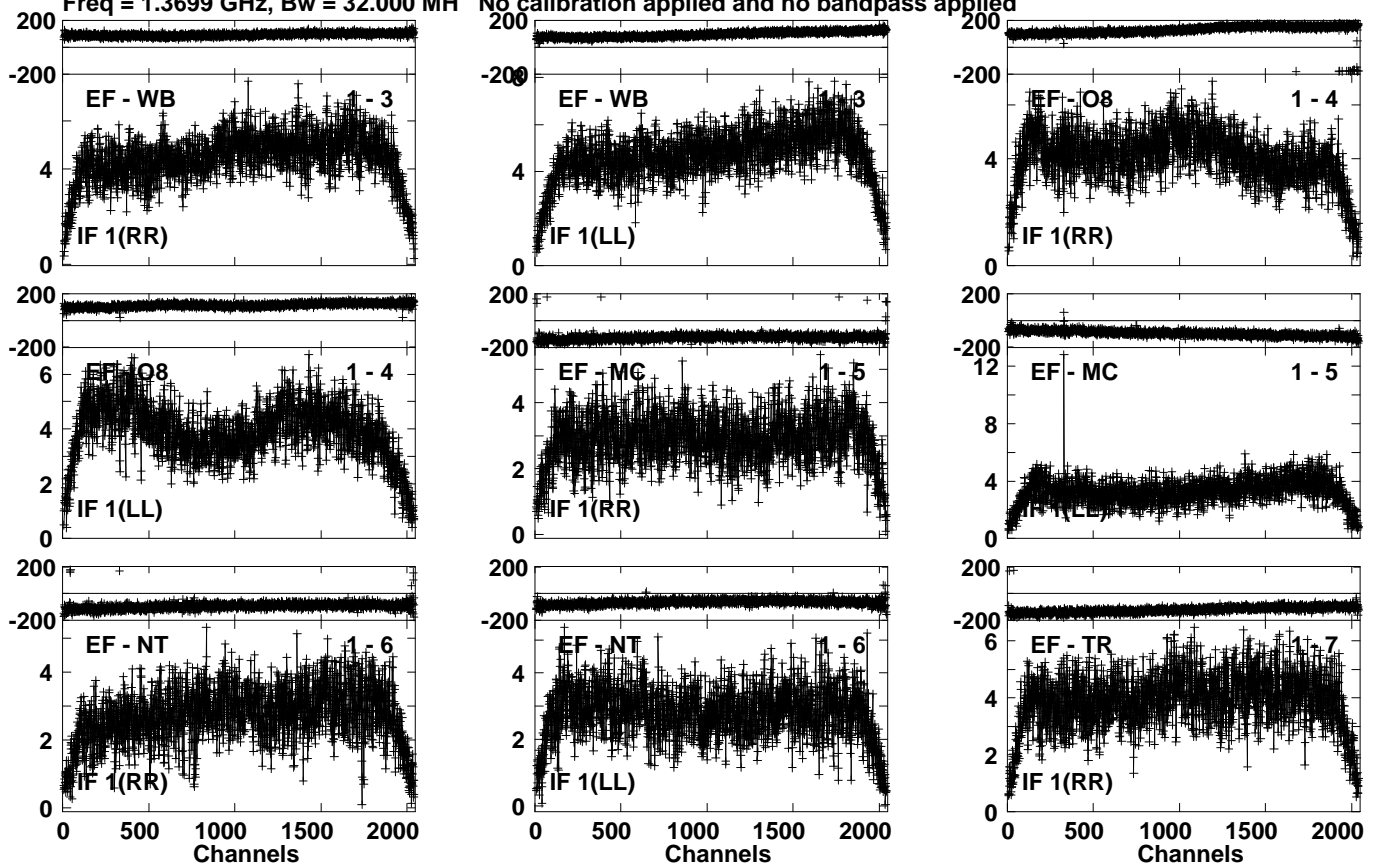 Freq = 1.3699 GHz, Bw = 32.000 MH No calibration applied and no bandpass applied
200 200 200
-200 -200 8 -200
EF - WB 1 - 3 EF - WB 1 - 3 EF - O8 1 - 4
4 4 4
IF 1(RR) IF 1(LL) IF 1(RR)
0 0 0
200 200 200
-200 -200 -200
6 12
EF - O8 1 - 4 EF - MC 1 - 5 EF - MC 1 - 5
4 4 8
2 2 4
IF 1(LL) IF 1(RR) IF 1(LL)
0 0 0
200 200 200
-200 -200 -200
EF - NT 1 - 6 EF - NT 1 - 6 6 EF - TR 1 - 7
4 4 4
2 2 2
IF 1(RR) IF 1(LL) IF 1(RR)
0 0 0
0 500 1000 1500 2000 0 500 1000 1500 2000 0 500 1000 1500 2000
Channels Channels Channels